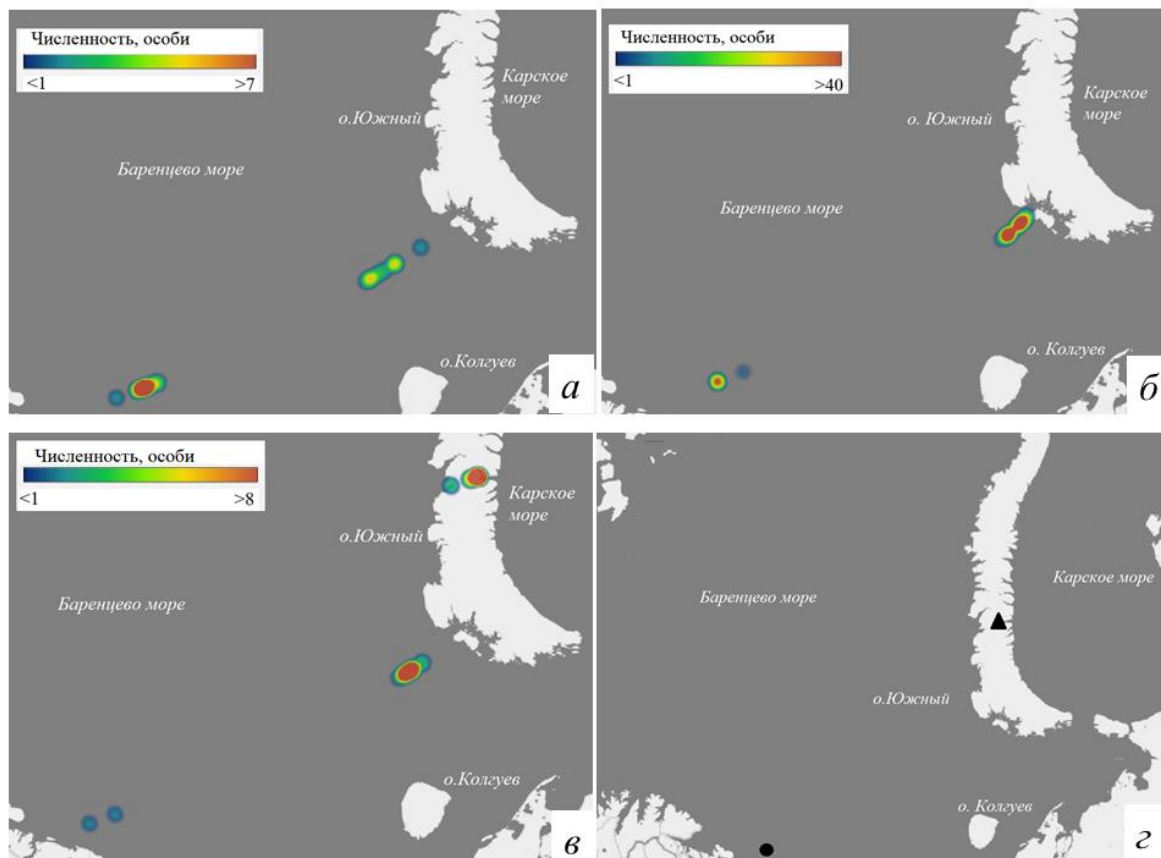 Численность, особи
<1 >7
Карское
море
о.Южный
Баренцево море
о.Колгуев
а
Численность, особи
<1 >40
Карское
море
о. Южный
Баренцево море
о. Колгуев
б
Численность, особи
<1 >8
Карское
море
о.Южный
Баренцево море
о.Колгуев
в
Карское море
Баренцево море
о.Южный
о. Колгуев
г